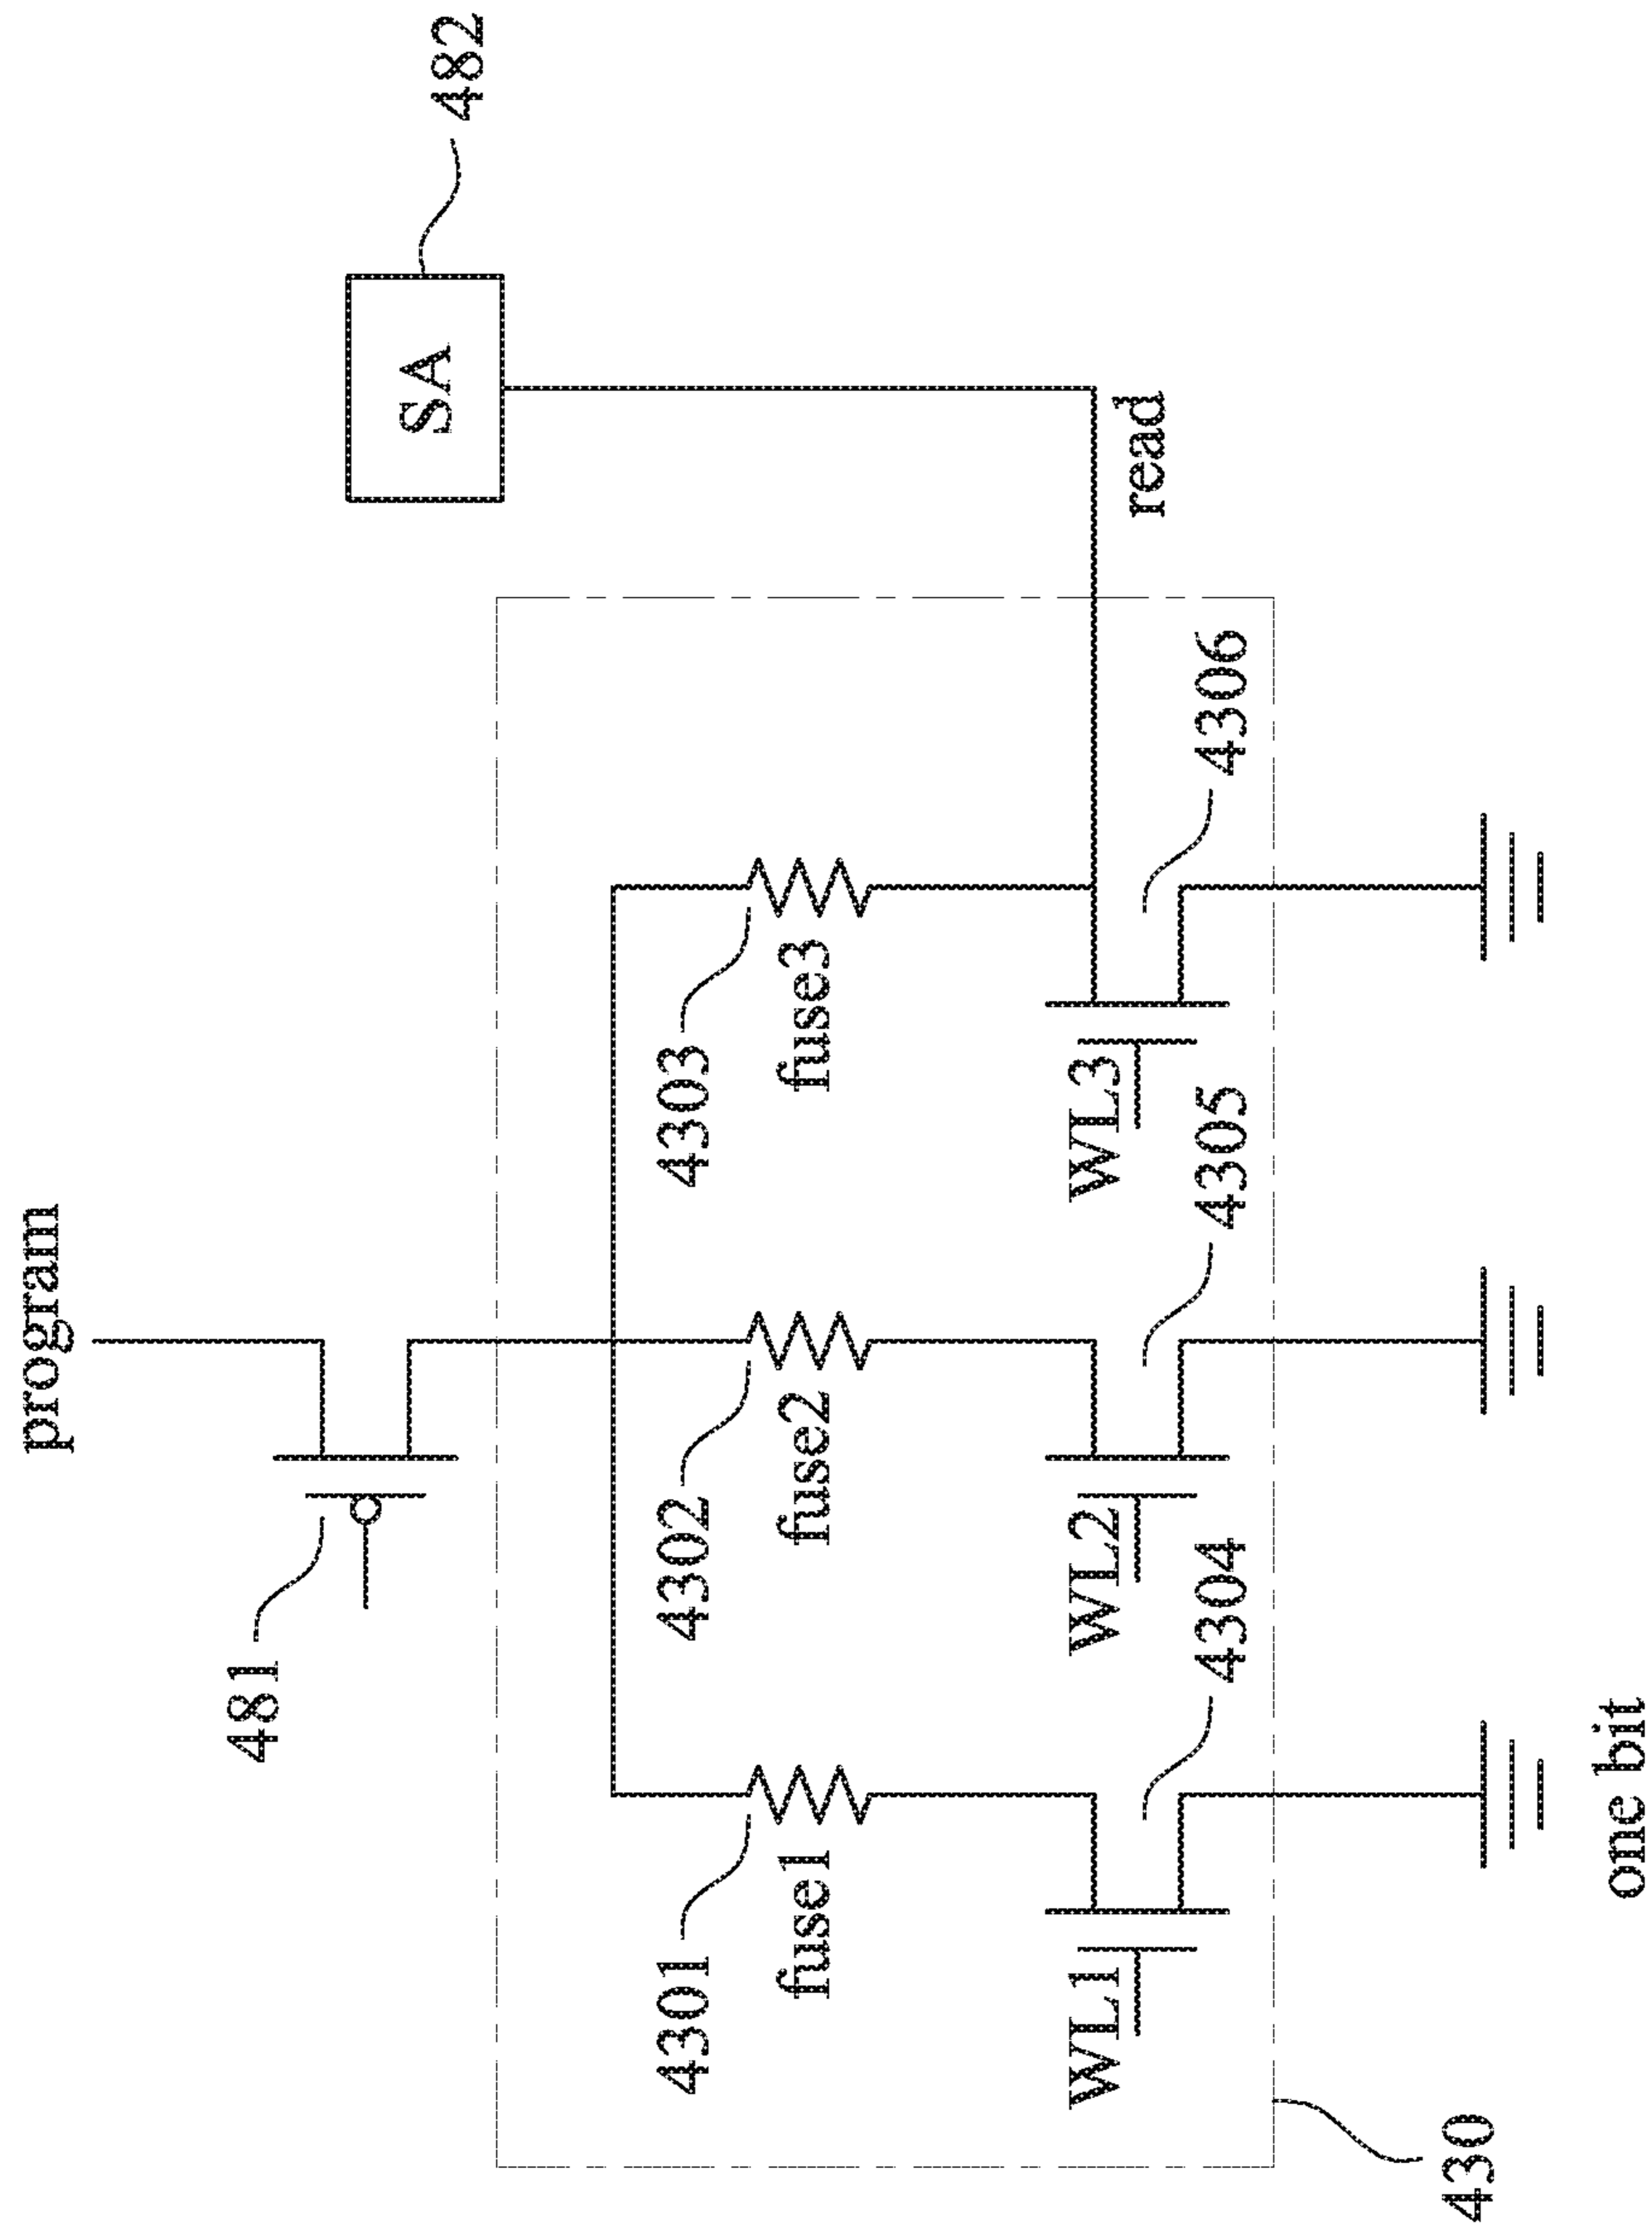 program
481
SA
482
4301
4302
4303
fuse1
fuse2
fuse3
WL1
WL2
WL3
read
4304
4305
4306
430
one bit